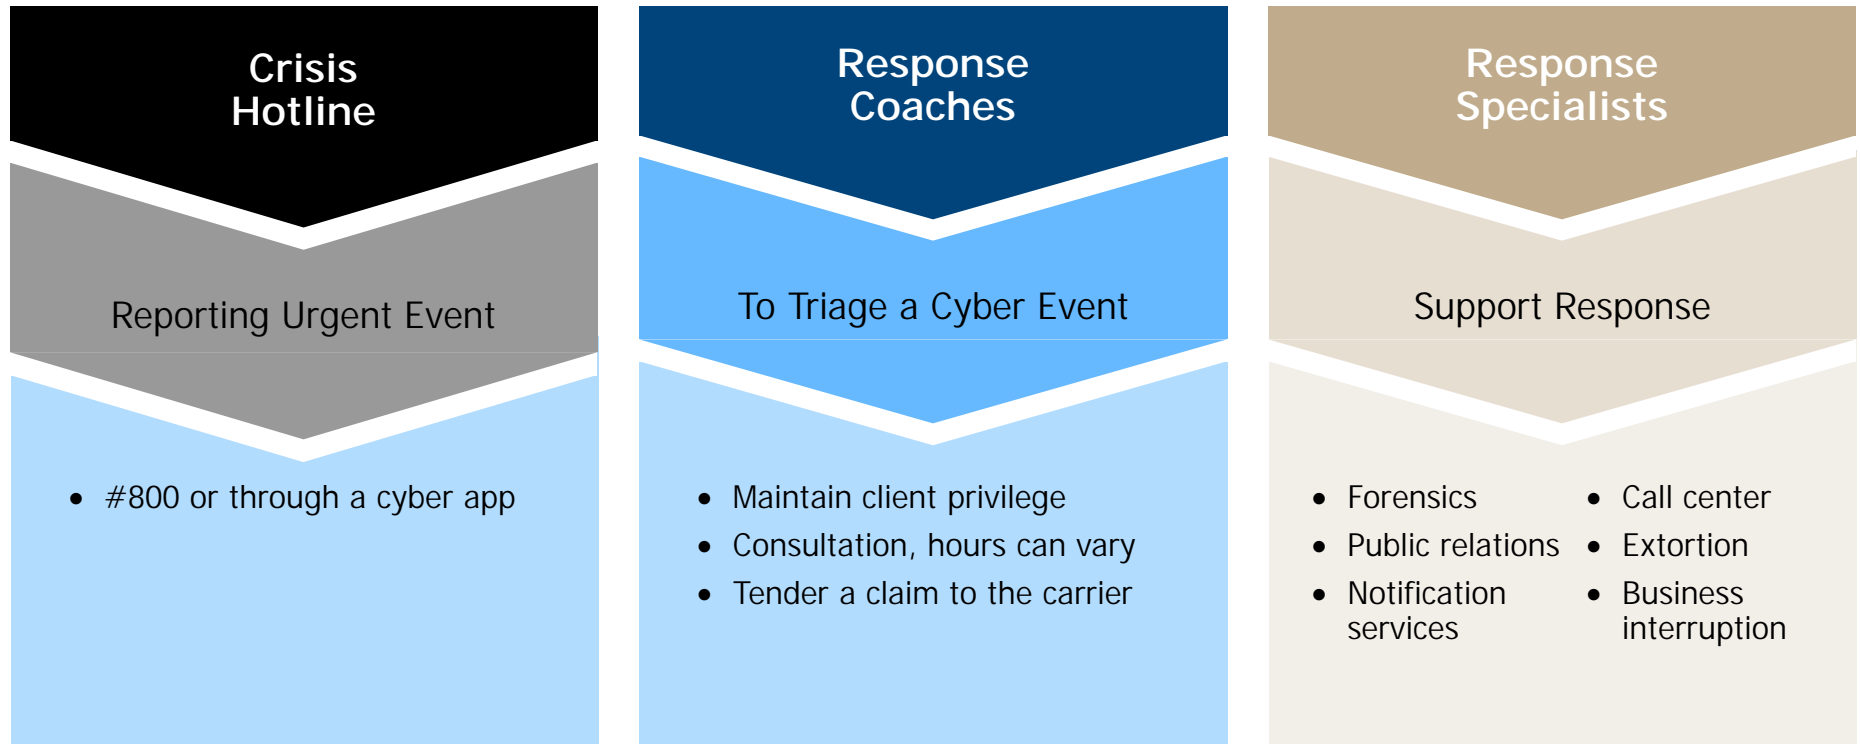 Crisis
Hotline
Reporting Urgent Event
• #800 or through a cyber app
Response
Coaches
To Triage a Cyber Event
• Maintain client privilege
• Consultation, hours can vary
• Tender a claim to the carrier
Response
Specialists
Support Response
• Forensics
• Public relations
• Notification
services
• Call center
• Extortion
• Business
interruption